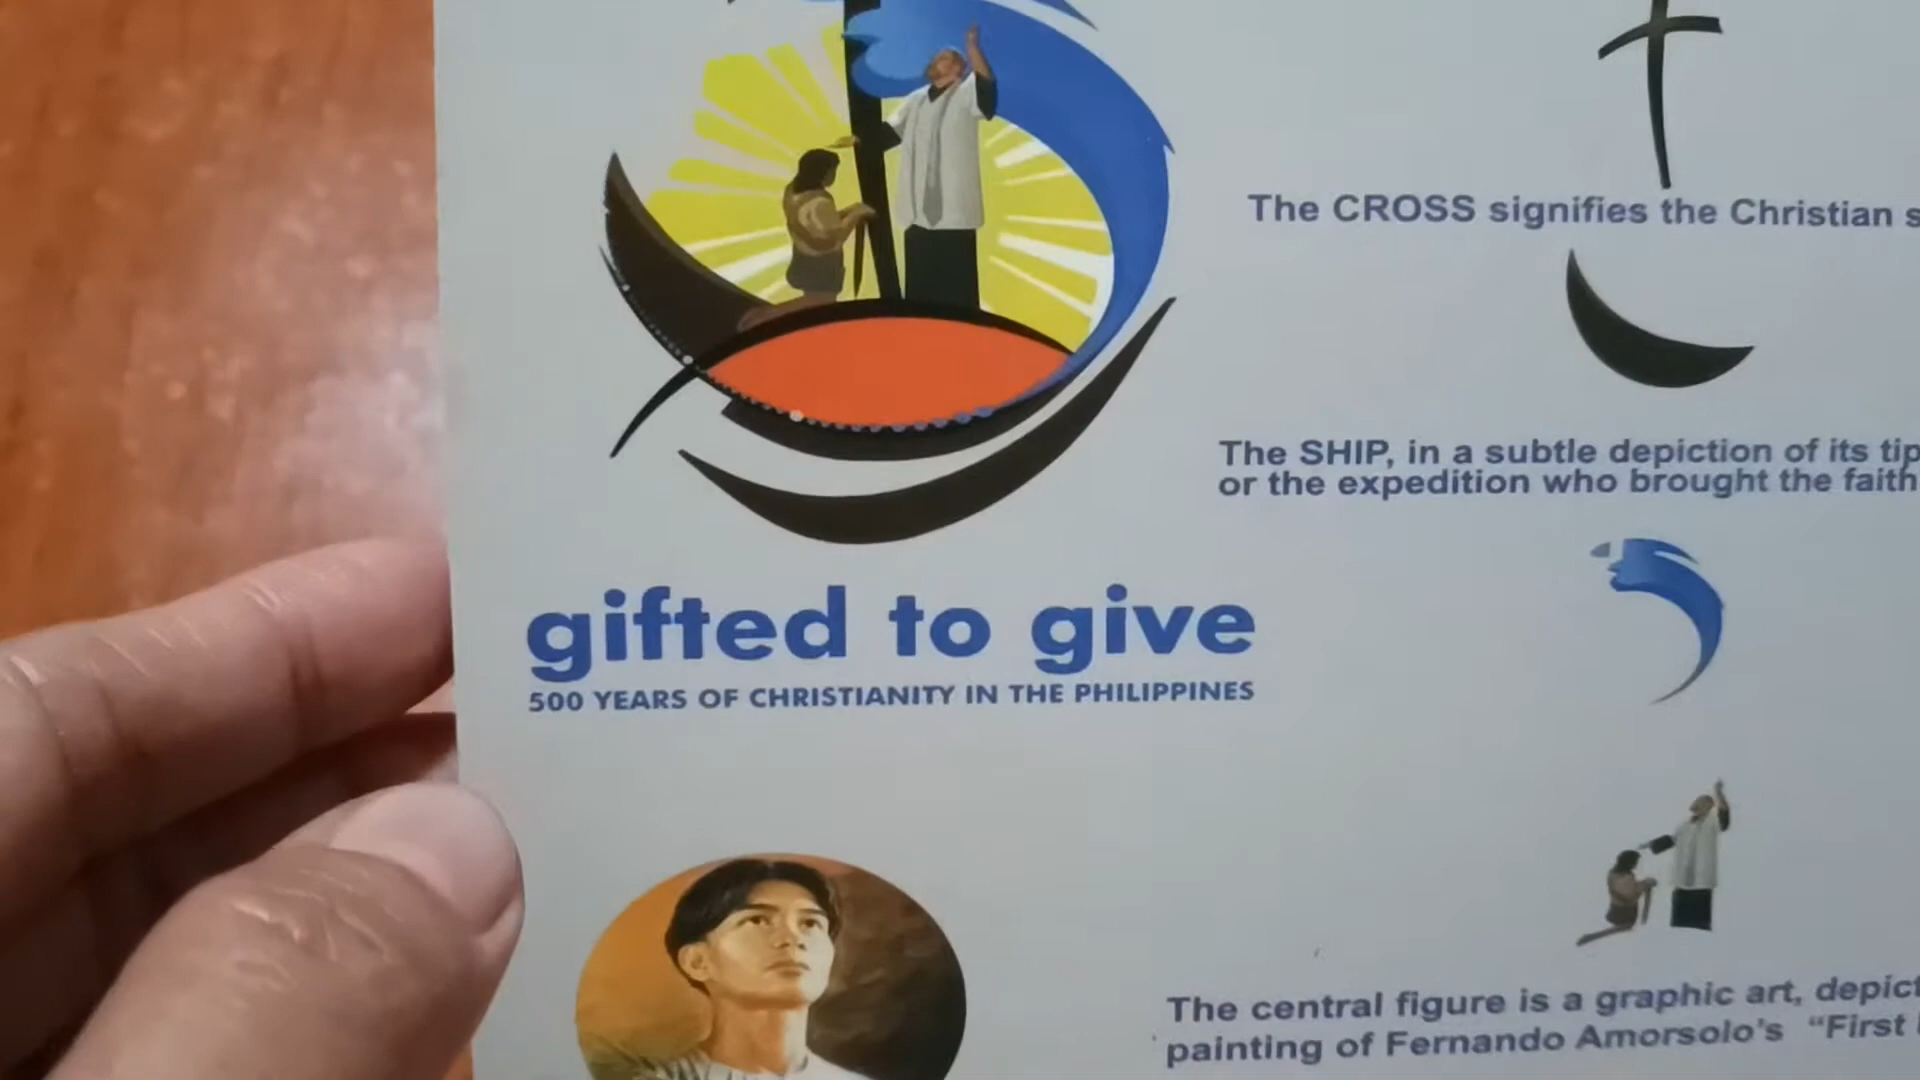 The CROSS signifies the Christian
The SHIP, in a subtle depiction of its tip
or the expedition who brought the faith
gifted to give
500 YEARS OF CHRISTIANITY IN THE PHILIPPINES
The central figure is a graphic art,
painting of Fernando Amorsolo's "First